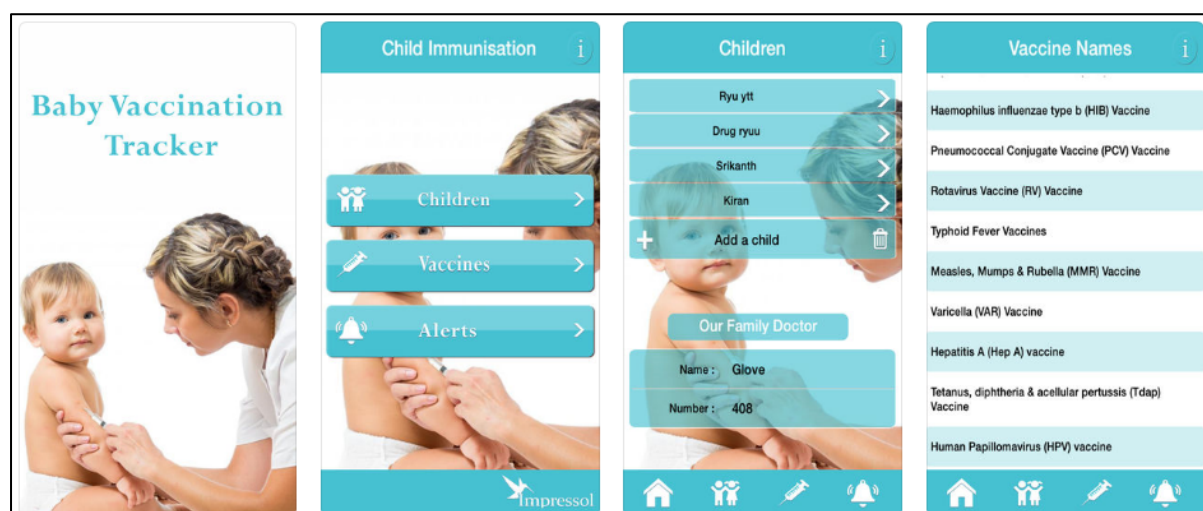 Baby Vaccination
Tracker
Child Immunisation
i
Children
Vaccines
Alerts
Impressol
Children
i
Ryu ytt
Drug ryuu
Srikanth
Kiran
Add a child
Our Family Doctor
Name : Glove
Number : 408
Vaccine Names
i
Haemophilus influenzae type b (HIB) Vaccine
Pneumococcal Conjugate Vaccine (PCV) Vaccine
Rotavirus Vaccine (RV) Vaccine
Typhoid Fever Vaccines
Measles, Mumps & Rubella (MMR) Vaccine
Varicella (VAR) Vaccine
Hepatitis A (Hep A) vaccine
Tetanus, diphtheria & acellular pertussis (Tdap)
Vaccine
Human Papillomavirus (HPV) vaccine